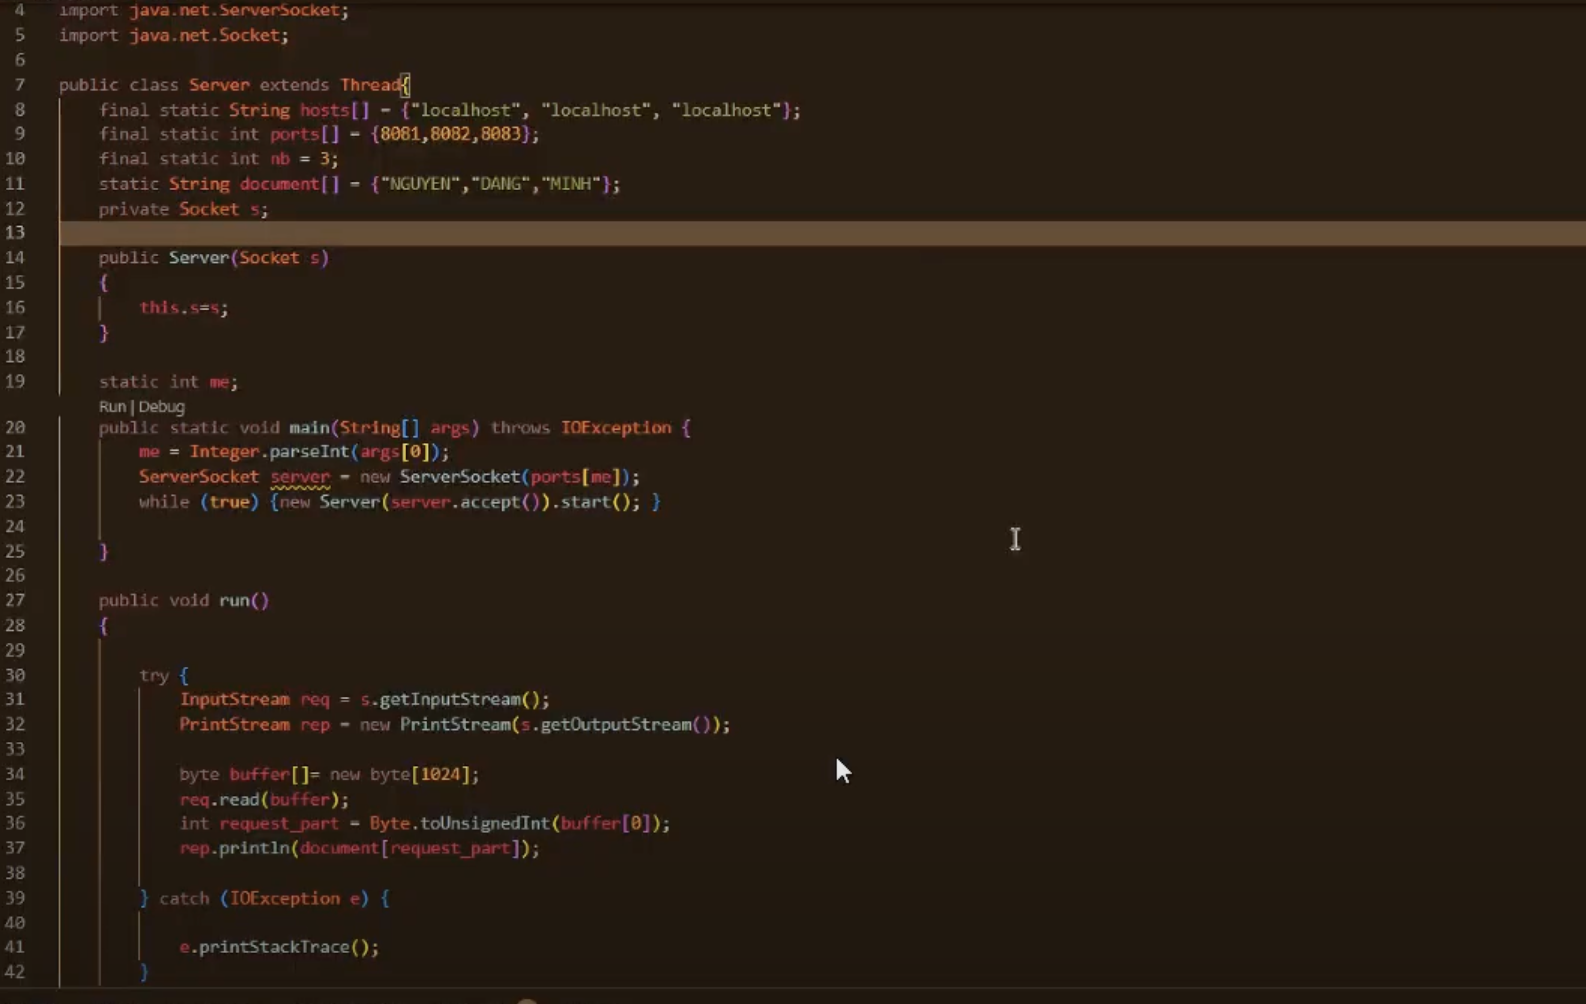 4 import java.net.ServerSocket;
5 import java.net.Socket;
6
7 public class Server extends Thread{
8 final static String hosts[] = {"localhost", "localhost", "localhost"};
9 final static int ports[] = {8081,8082,8083};
10 final static int nb = 3;
11 static String document[] = {"NGUYEN","DANG","MINH"};
12 private Socket s;
13
14 public Server(Socket s)
15 {
16 this.s=s;
17 }
18
19 static int me;
Run | Debug
20 public static void main(String[] args) throws IOException {
21 me = Integer.parseInt(args[0]);
22 ServerSocket server = new ServerSocket(ports[me]);
23 while (true) {new Server(server.accept()).start(); }
24
25 }
26
27 public void run()
28 {
29
30 try {
31 InputStream req = s.getInputStream();
32 PrintStream rep = new PrintStream(s.getOutputStream());
33
34 byte buffer[]= new byte[1024];
35 req.read(buffer);
36 int request_part = Byte.toUnsignedInt(buffer[0]);
37 rep.println(document[request_part]);
38
39 } catch (IOException e) {
40
41 e.printStackTrace();
42 }